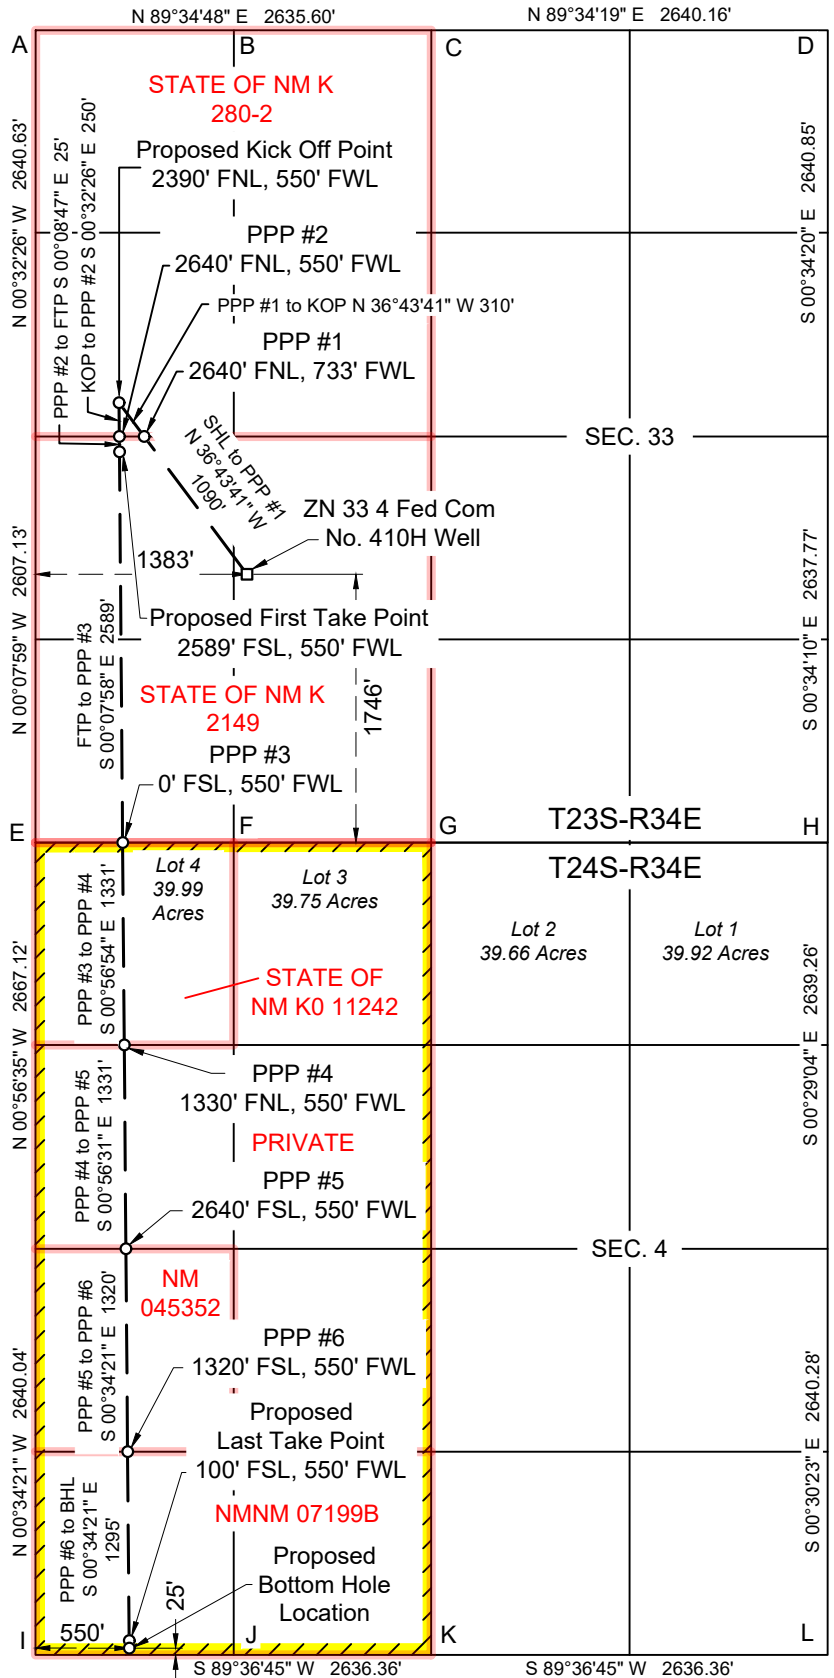 N 89°34'48" E 2635.60'
N 89°34'19" E 2640.16'
A
B
C
D
STATE OF NM K
280-2
Proposed Kick Off Point
2390' FNL, 550' FWL
N 00°32'26" W 2640.63'
PPP #2 to FTP S 00°08'47" E 25'
KOP to PPP #2 S 00°32'26" E 250'
S 00°34'20" E 2640.85'
PPP #2
2640' FNL, 550' FWL
PPP #1 to KOP N 36°43'41" W 310'
PPP #1
2640' FNL, 733' FWL
SHL to PPP #1
N 36°43'41" W
1090'
SEC. 33
ZN 33 4 Fed Com
No. 410H Well
1383'
Proposed First Take Point
2589' FSL, 550' FWL
N 00°07'59" W 2607.13'
FTP to PPP #3
S 00°07'58" E 2589'
S 00°34'10" E 2637.77'
STATE OF NM K
2149
1746'
PPP #3
0' FSL, 550' FWL
E
F
G
H
T23S-R34E
T24S-R34E
Lot 4
39.99
Acres
Lot 3
39.75 Acres
Lot 2
39.66 Acres
Lot 1
39.92 Acres
N 00°56'35" W 2667.12'
PPP #3 to PPP #4
S 00°56'54" E 1331'
STATE OF
NM K0 11242
S 00°29'04" E 2639.26'
PPP #4
1330' FNL, 550' FWL
PPP #4 to PPP #5
S 00°56'31" E 1331'
PRIVATE
PPP #5
2640' FSL, 550' FWL
SEC. 4
NM
045352
N 00°34'21" W 2640.04'
PPP #5 to PPP #6
S 00°34'21" E 1320'
PPP #6
1320' FSL, 550' FWL
S 00°30'23" E 2640.28'
Proposed
Last Take Point
100' FSL, 550' FWL
PPP #6 to BHL
S 00°34'21" E
1295'
NMNM 07199B
Proposed
Bottom Hole
Location
25'
550'
I
J
K
L
S 89°36'45" W 2636.36'
S 89°36'45" W 2636.36'